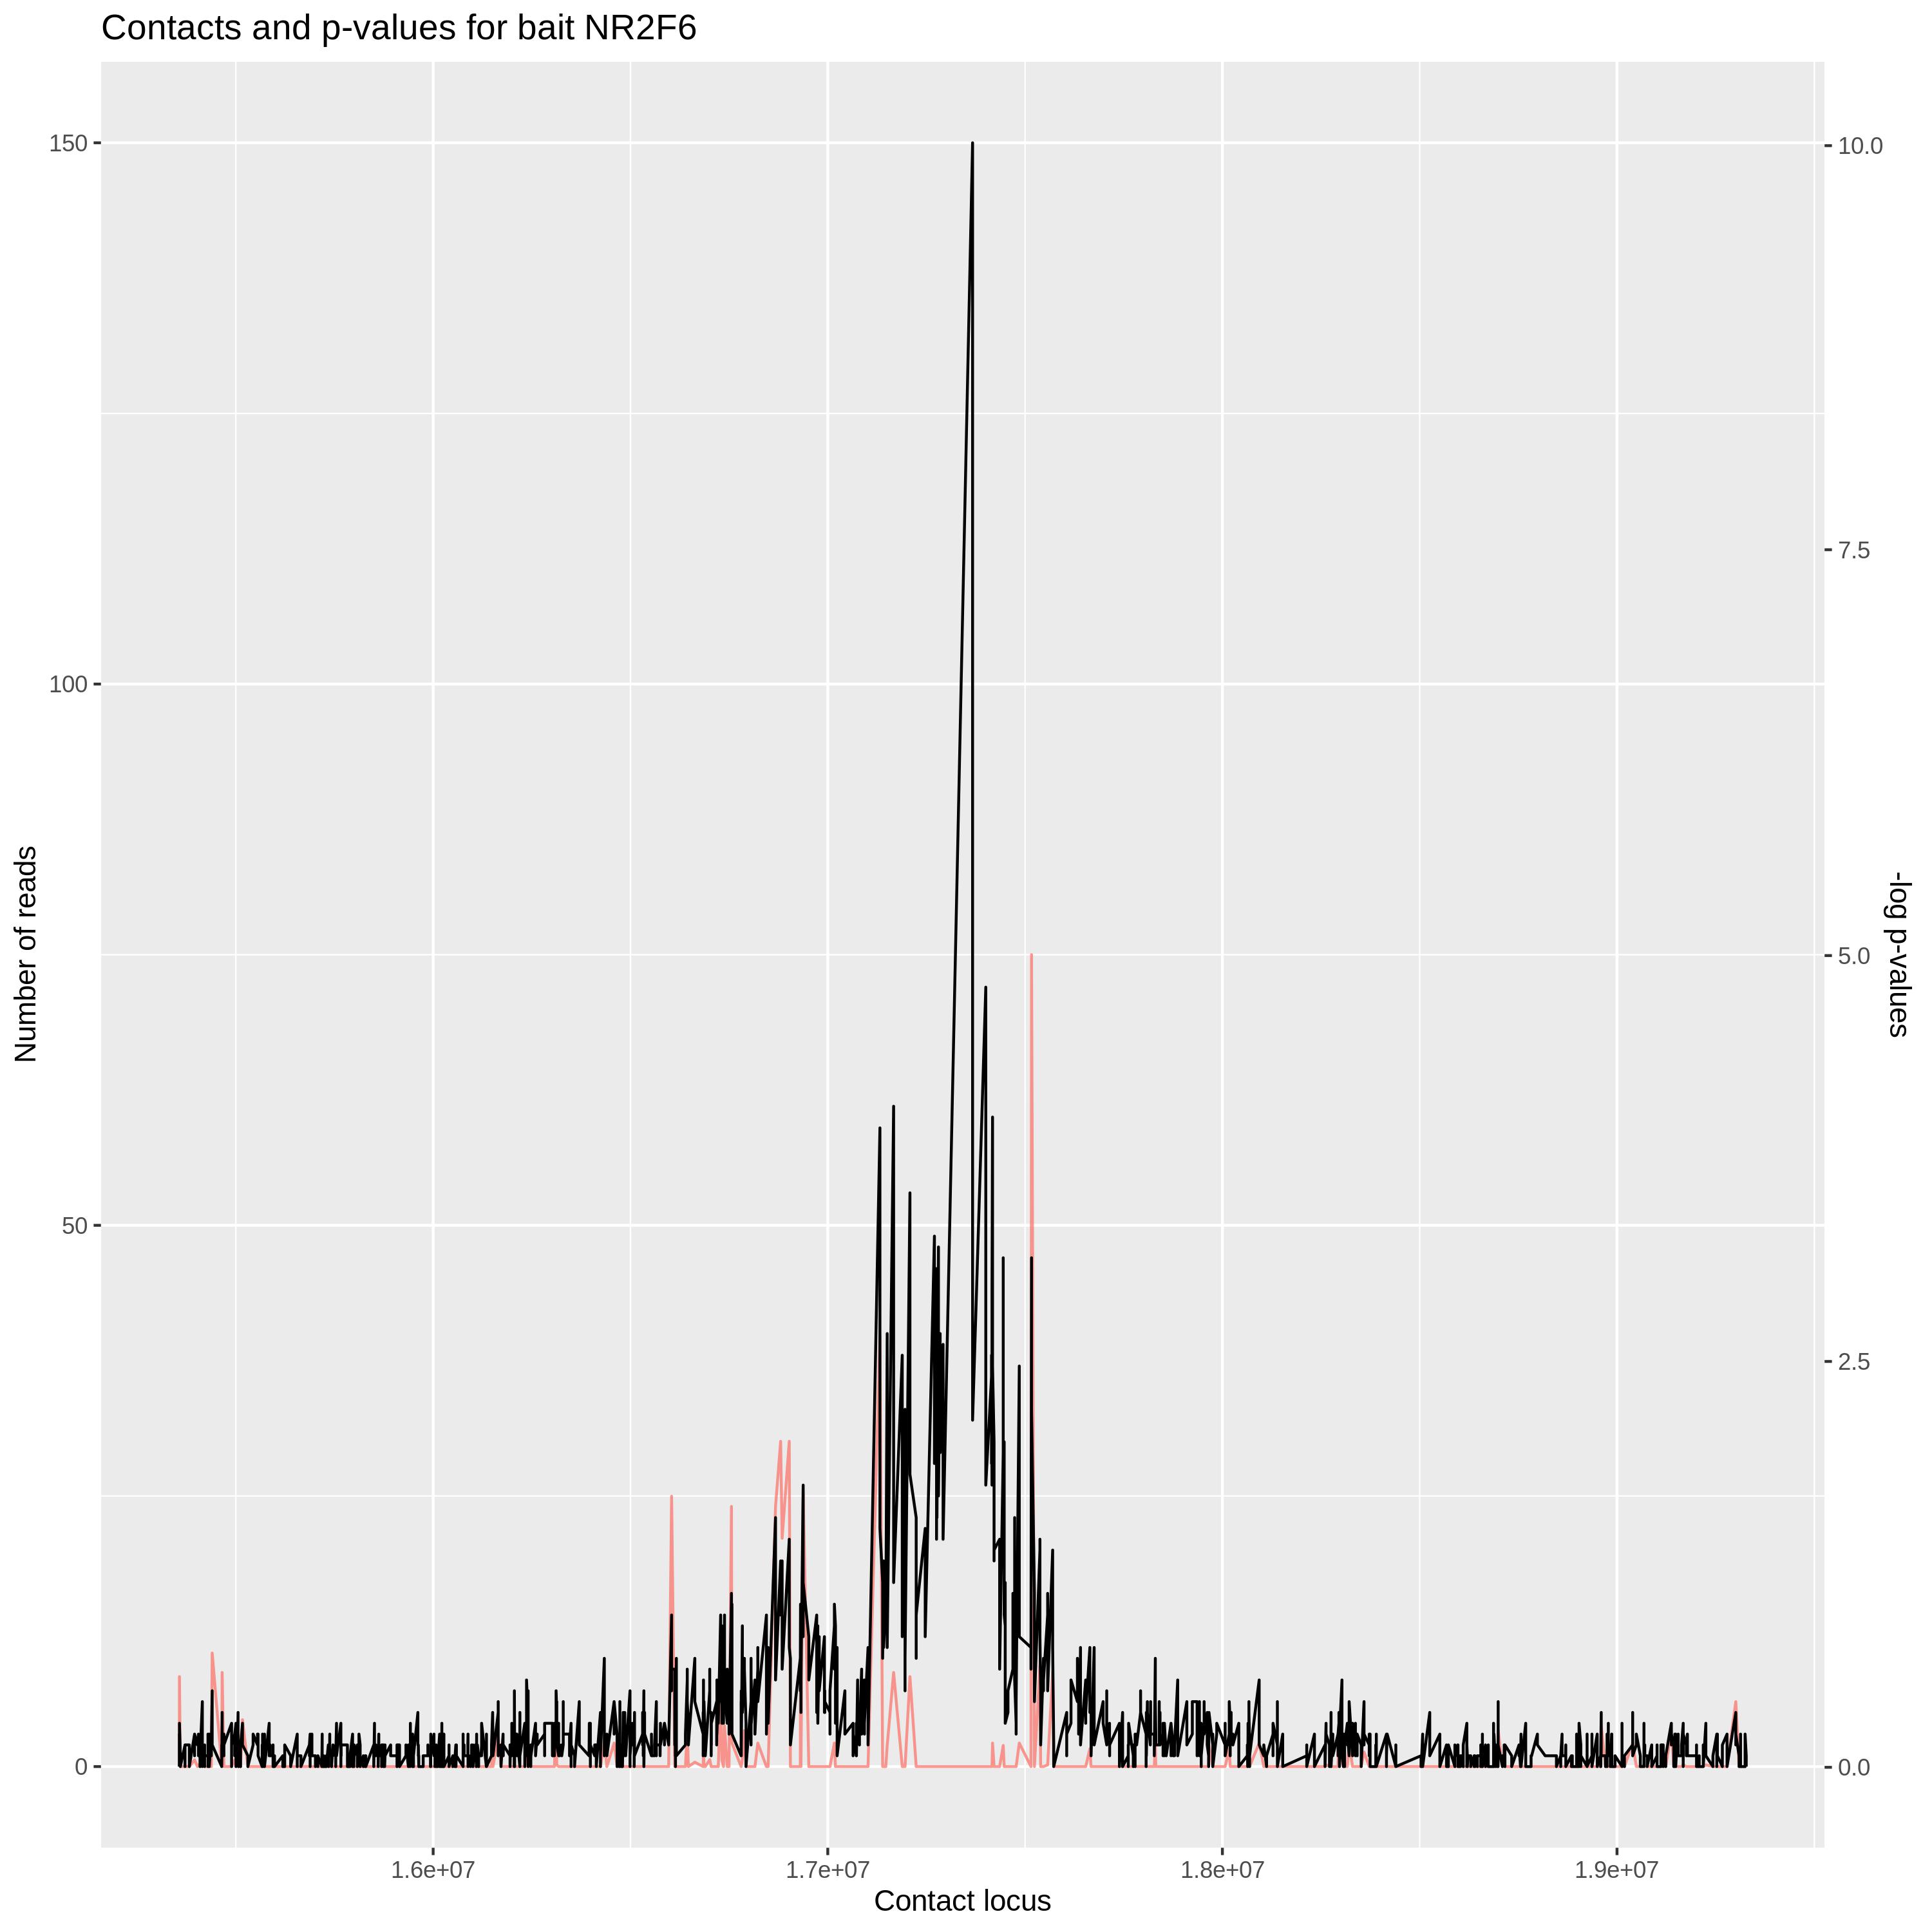 Contacts and p-values for bait NR2F6
150
100
50
0
Number of reads
10.0
7.5
5.0
2.5
0.0
-log p-values
1.6e+07
1.7e+07
1.8e+07
1.9e+07
Contact locus